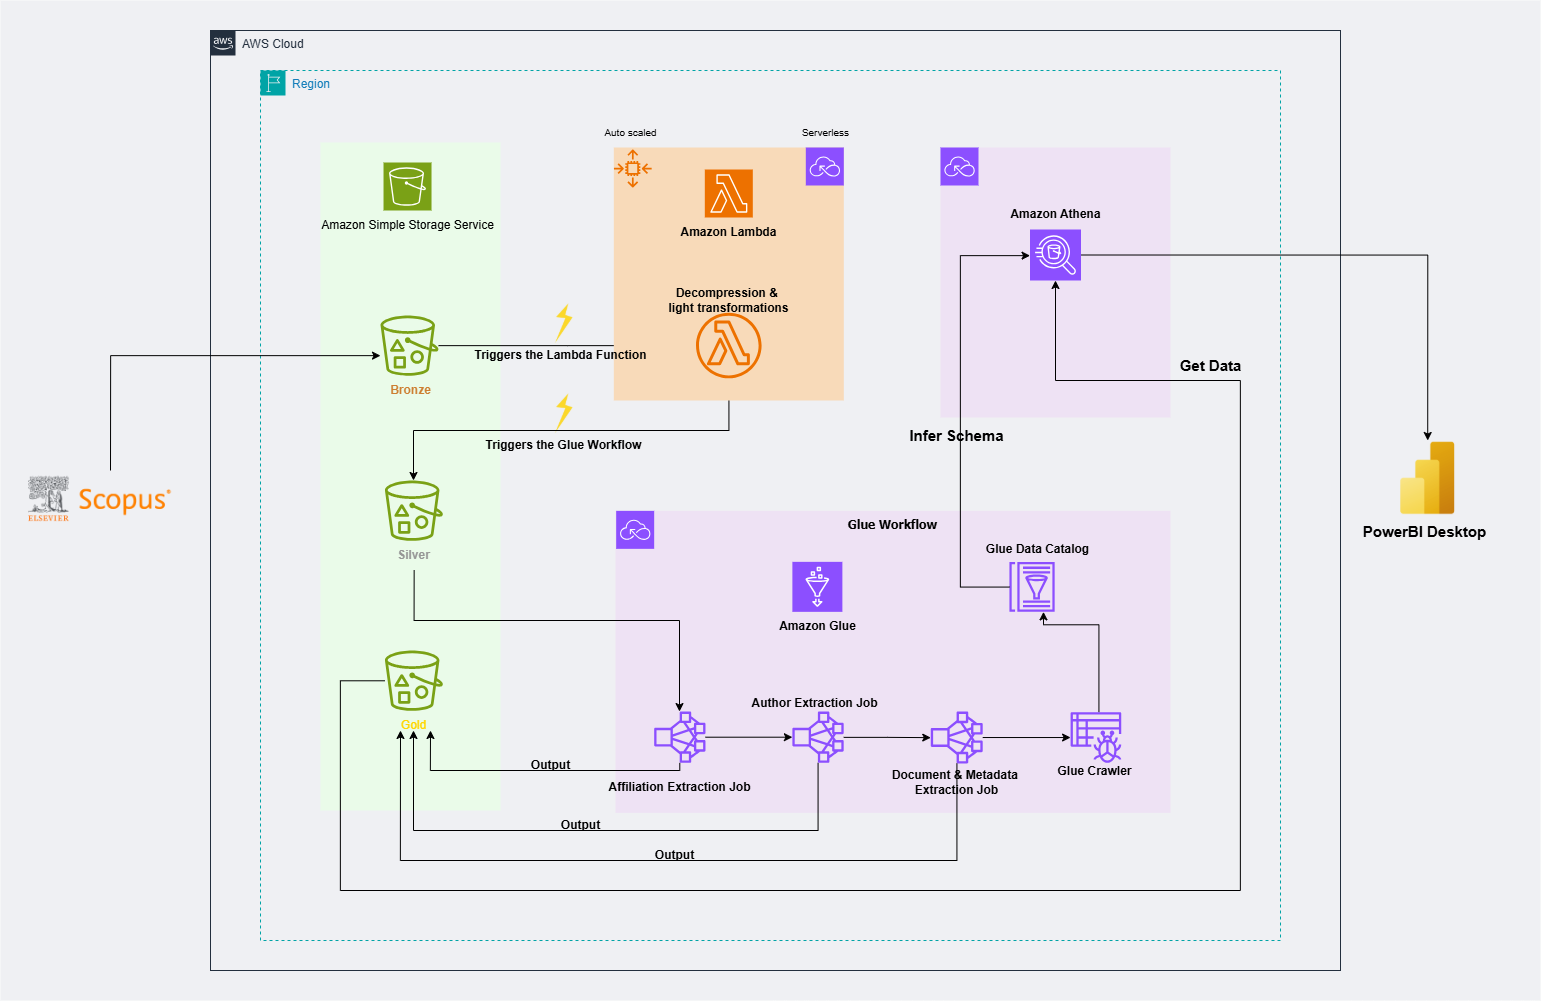 aws
AWS Cloud
Region
Auto scaled
Serverless
Amazon Simple Storage Service
Amazon Lambda
Amazon Athena
Decompression &
light transformations
Triggers the Lambda Function
Bronze
Get Data
Triggers the Glue Workflow
Infer Schema
ELSEVIER
Scopus®
Silver
Glue Workflow
PowerBI Desktop
Glue Data Catalog
Amazon Glue
Gold
Author Extraction Job
Output
Affiliation Extraction Job
Document & Metadata
Extraction Job
Glue Crawler
Output
Output